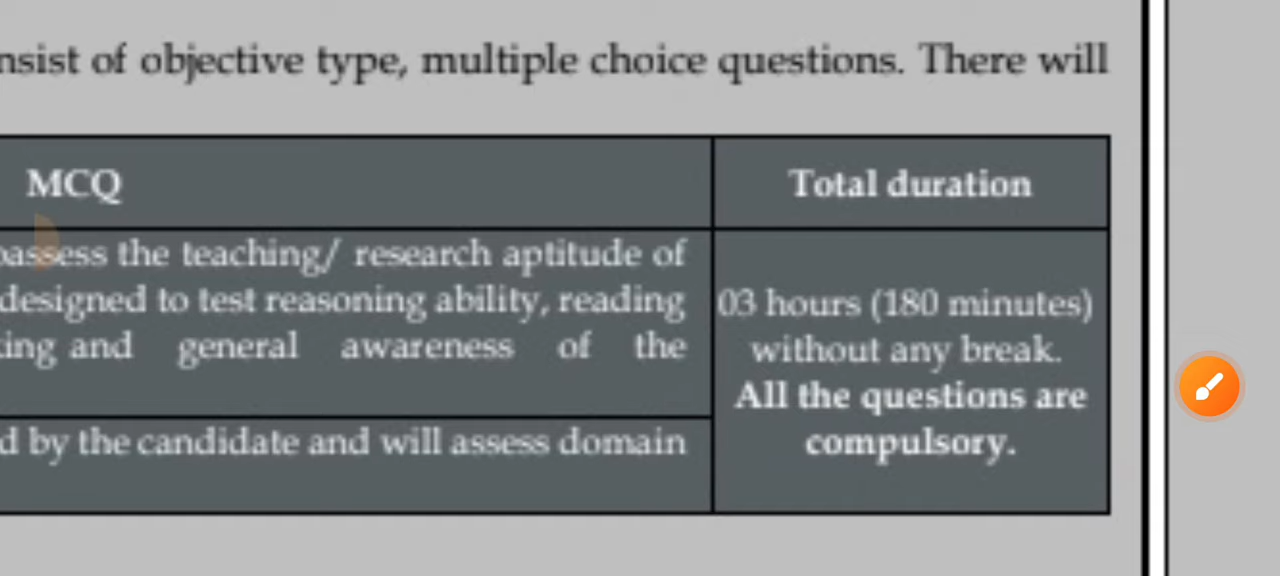 nsist of objective type, multiple choice questions. There will
MCQ
Total duration
assess the teaching/ research aptitude of
designed to test reasoning ability, reading
ing and general awareness of the
d by the candidate and will assess domain
03 hours (180 minutes)
without any break.
All the questions are
compulsory.